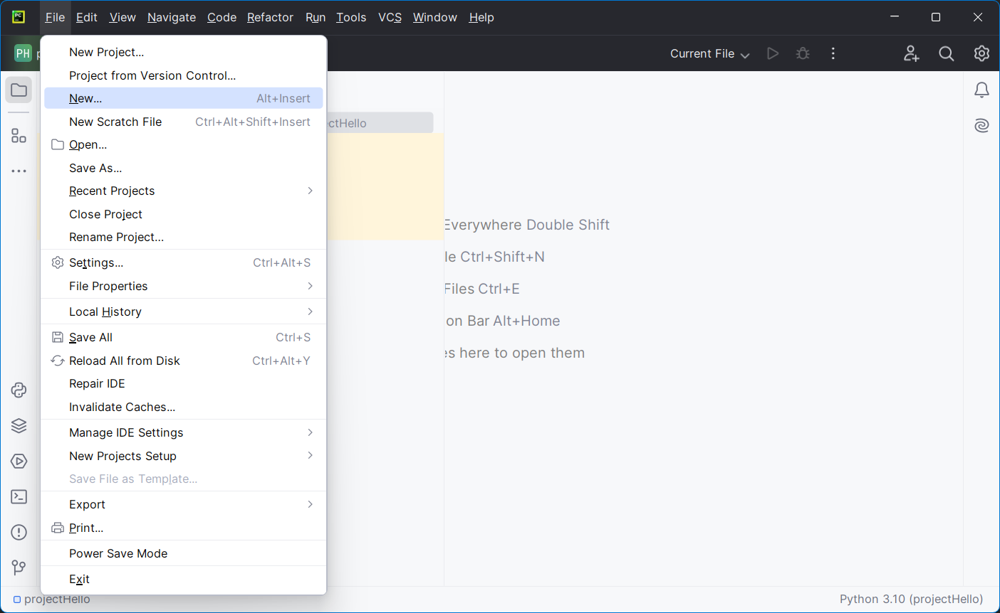 PC
File Edit View Navigate Code Refactor Run Tools VCS Window Help
PH
Current File
New Project...
Project from Version Control...
New... Alt+Insert
New Scratch File Ctrl+Alt+Shift+Insert
ctHello
Open...
Save As...
Recent Projects
Close Project
Everywhere Double Shift
Rename Project...
le Ctrl+Shift+N
Settings... Ctrl+Alt+S
File Properties
Files Ctrl+E
Local History
on Bar Alt+Home
Save All Ctrl+S
es here to open them
Reload All from Disk Ctrl+Alt+Y
Repair IDE
Invalidate Caches...
Manage IDE Settings
New Projects Setup
Save File as Template...
Export
Print...
Power Save Mode
Exit
projectHello
Python 3.10 (projectHello)